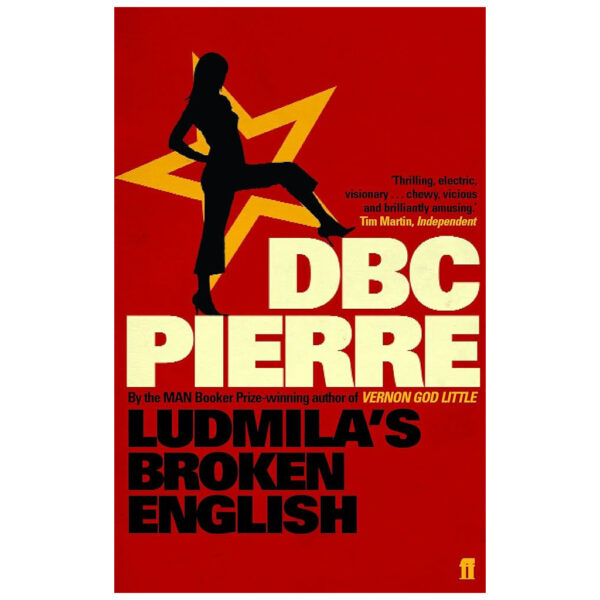 'Thrilling, electric,
visionary . . . chewy, vicious
and brilliantly amusing.'
Tim Martin, Independent
DBC
PIERRE
By the MAN Booker Prize-winning author of VERNON GOD LITTLE
LUDMILA'S
BROKEN
ENGLISH
ff